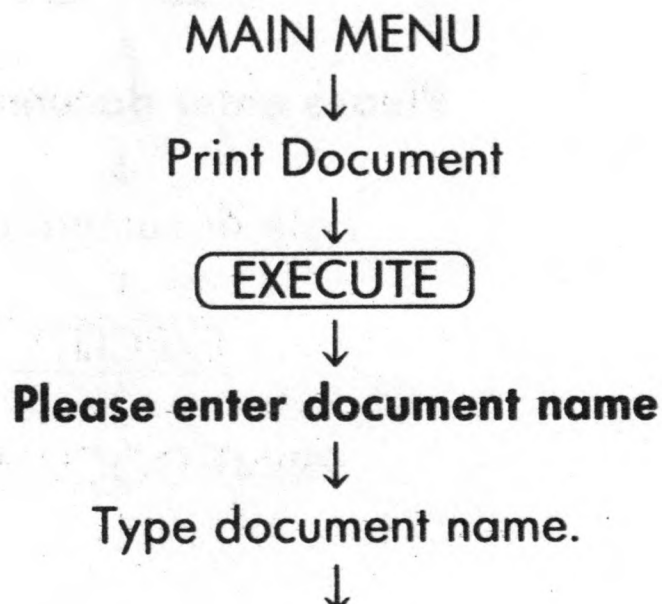 MAIN MENU
↓
Print Document
↓
EXECUTE
↓
Please enter document name
↓
Type document name.
↓